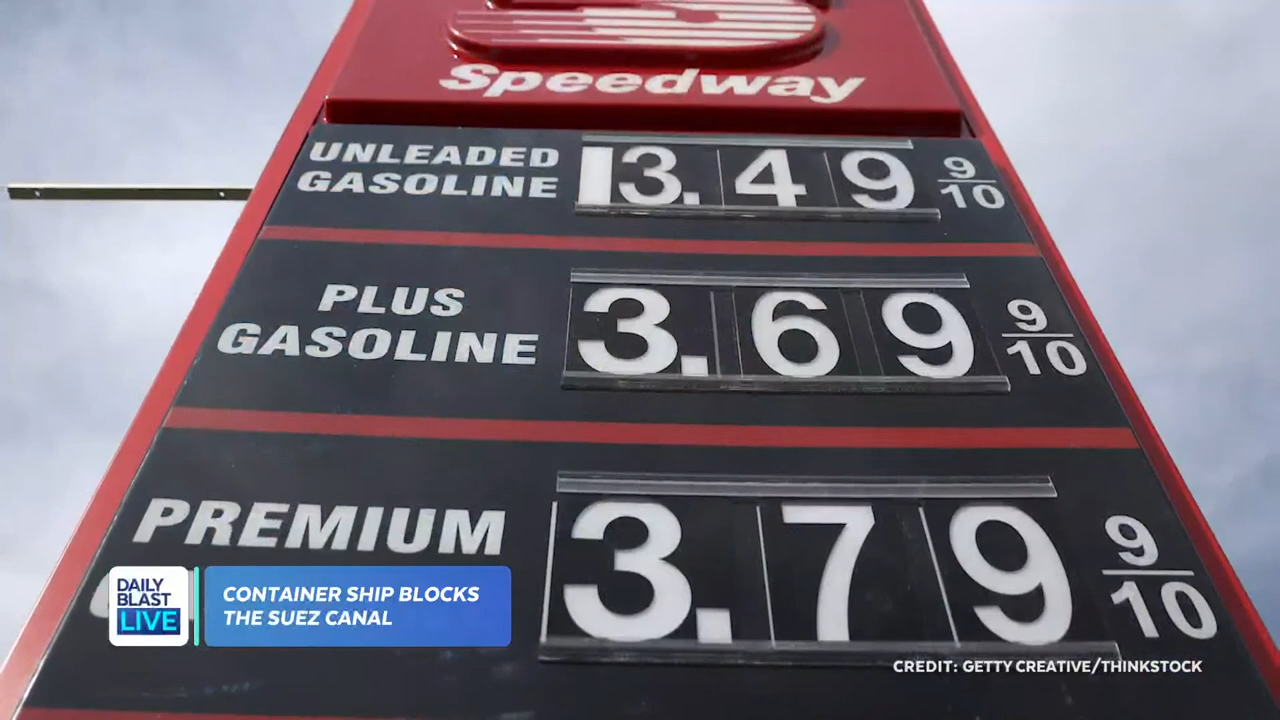 Speedway
UNLEADED
GASOLINE
3.49 9/10
PLUS
GASOLINE
3.69 9/10
PREMIUM
3.79 9/10
DAILY
BLAST
LIVE
CONTAINER SHIP BLOCKS
THE SUEZ CANAL
CREDIT: GETTY CREATIVE/THINKSTOCK